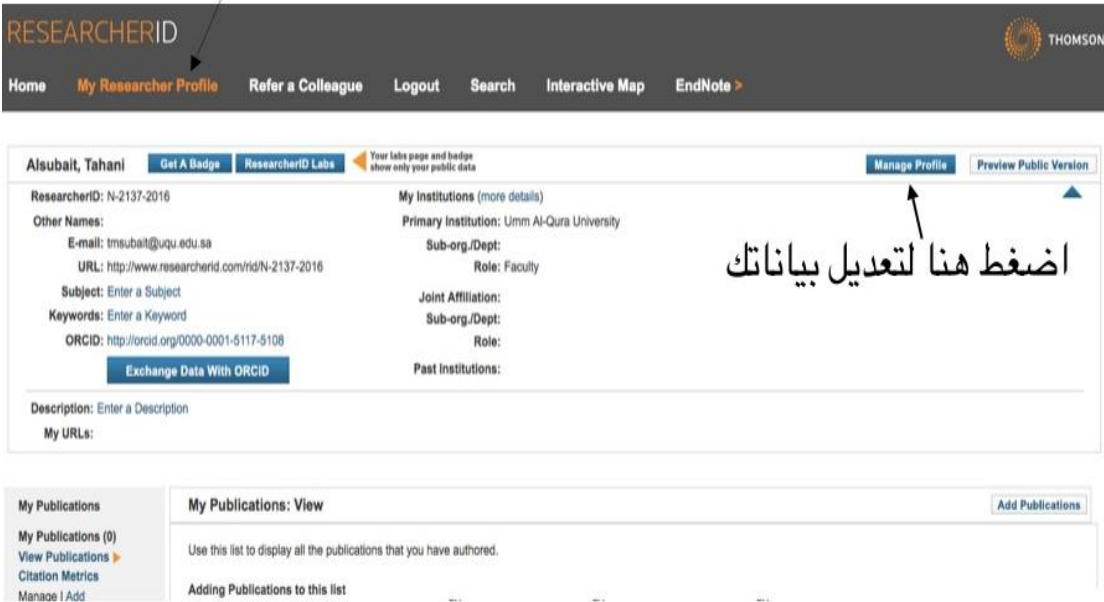 RESEARCHERID
THOMSON
Home My Researcher Profile Refer a Colleague Logout Search Interactive Map EndNote >
Alsubait, Tahani Get A Badge ResearcherID Labs Your labs page and badge
show only your public data
Manage Profile Preview Public Version
ResearcherID: N-2137-2016
Other Names:
E-mail: tmsubait@uqu.edu.sa
URL: http://www.researcherid.com/rid/N-2137-2016
Subject: Enter a Subject
Keywords: Enter a Keyword
ORCID: http://orcid.org/0000-0001-5117-5108
Exchange Data With ORCID
My Institutions (more details)
Primary Institution: Umm Al-Qura University
Sub-org./Dept:
Role: Faculty
Joint Affiliation:
Sub-org./Dept:
Role:
Past Institutions:
اضغط هنا لتعديل بياناتك
Description: Enter a Description
My URLs:
My Publications
My Publications (0)
View Publications
Citation Metrics
Manage | Add
My Publications: View
Add Publications
Use this list to display all the publications that you have authored.
Adding Publications to this list